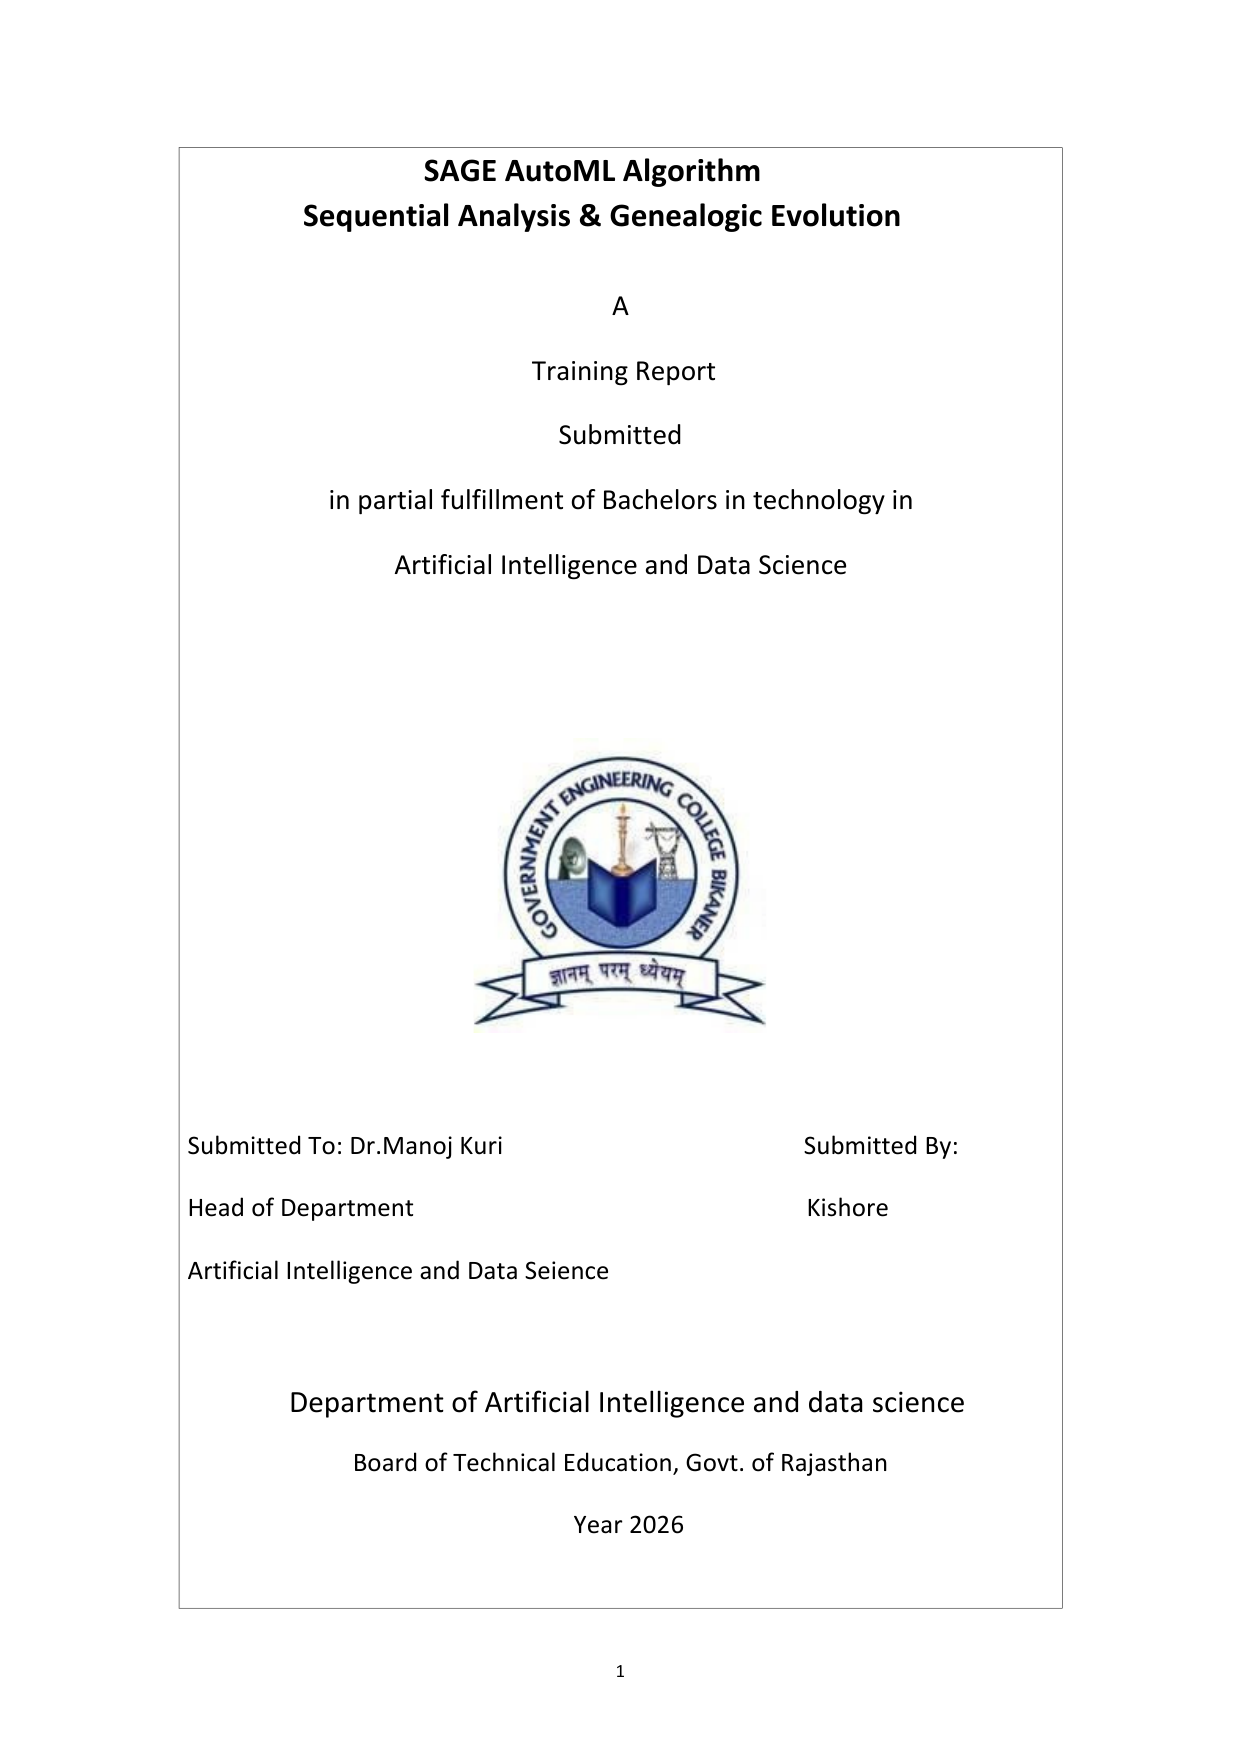 SAGE AutoML Algorithm
Sequential Analysis & Genealogic Evolution
A
Training Report
Submitted
in partial fulfillment of Bachelors in technology in
Artificial Intelligence and Data Science
GOVERNMENT ENGINEERING COLLEGE BIKANER
ज्ञानम् परम् ध्येयम्
Submitted To: Dr.Manoj Kuri Submitted By:
Head of Department Kishore
Artificial Intelligence and Data Seience
Department of Artificial Intelligence and data science
Board of Technical Education, Govt. of Rajasthan
Year 2026
1